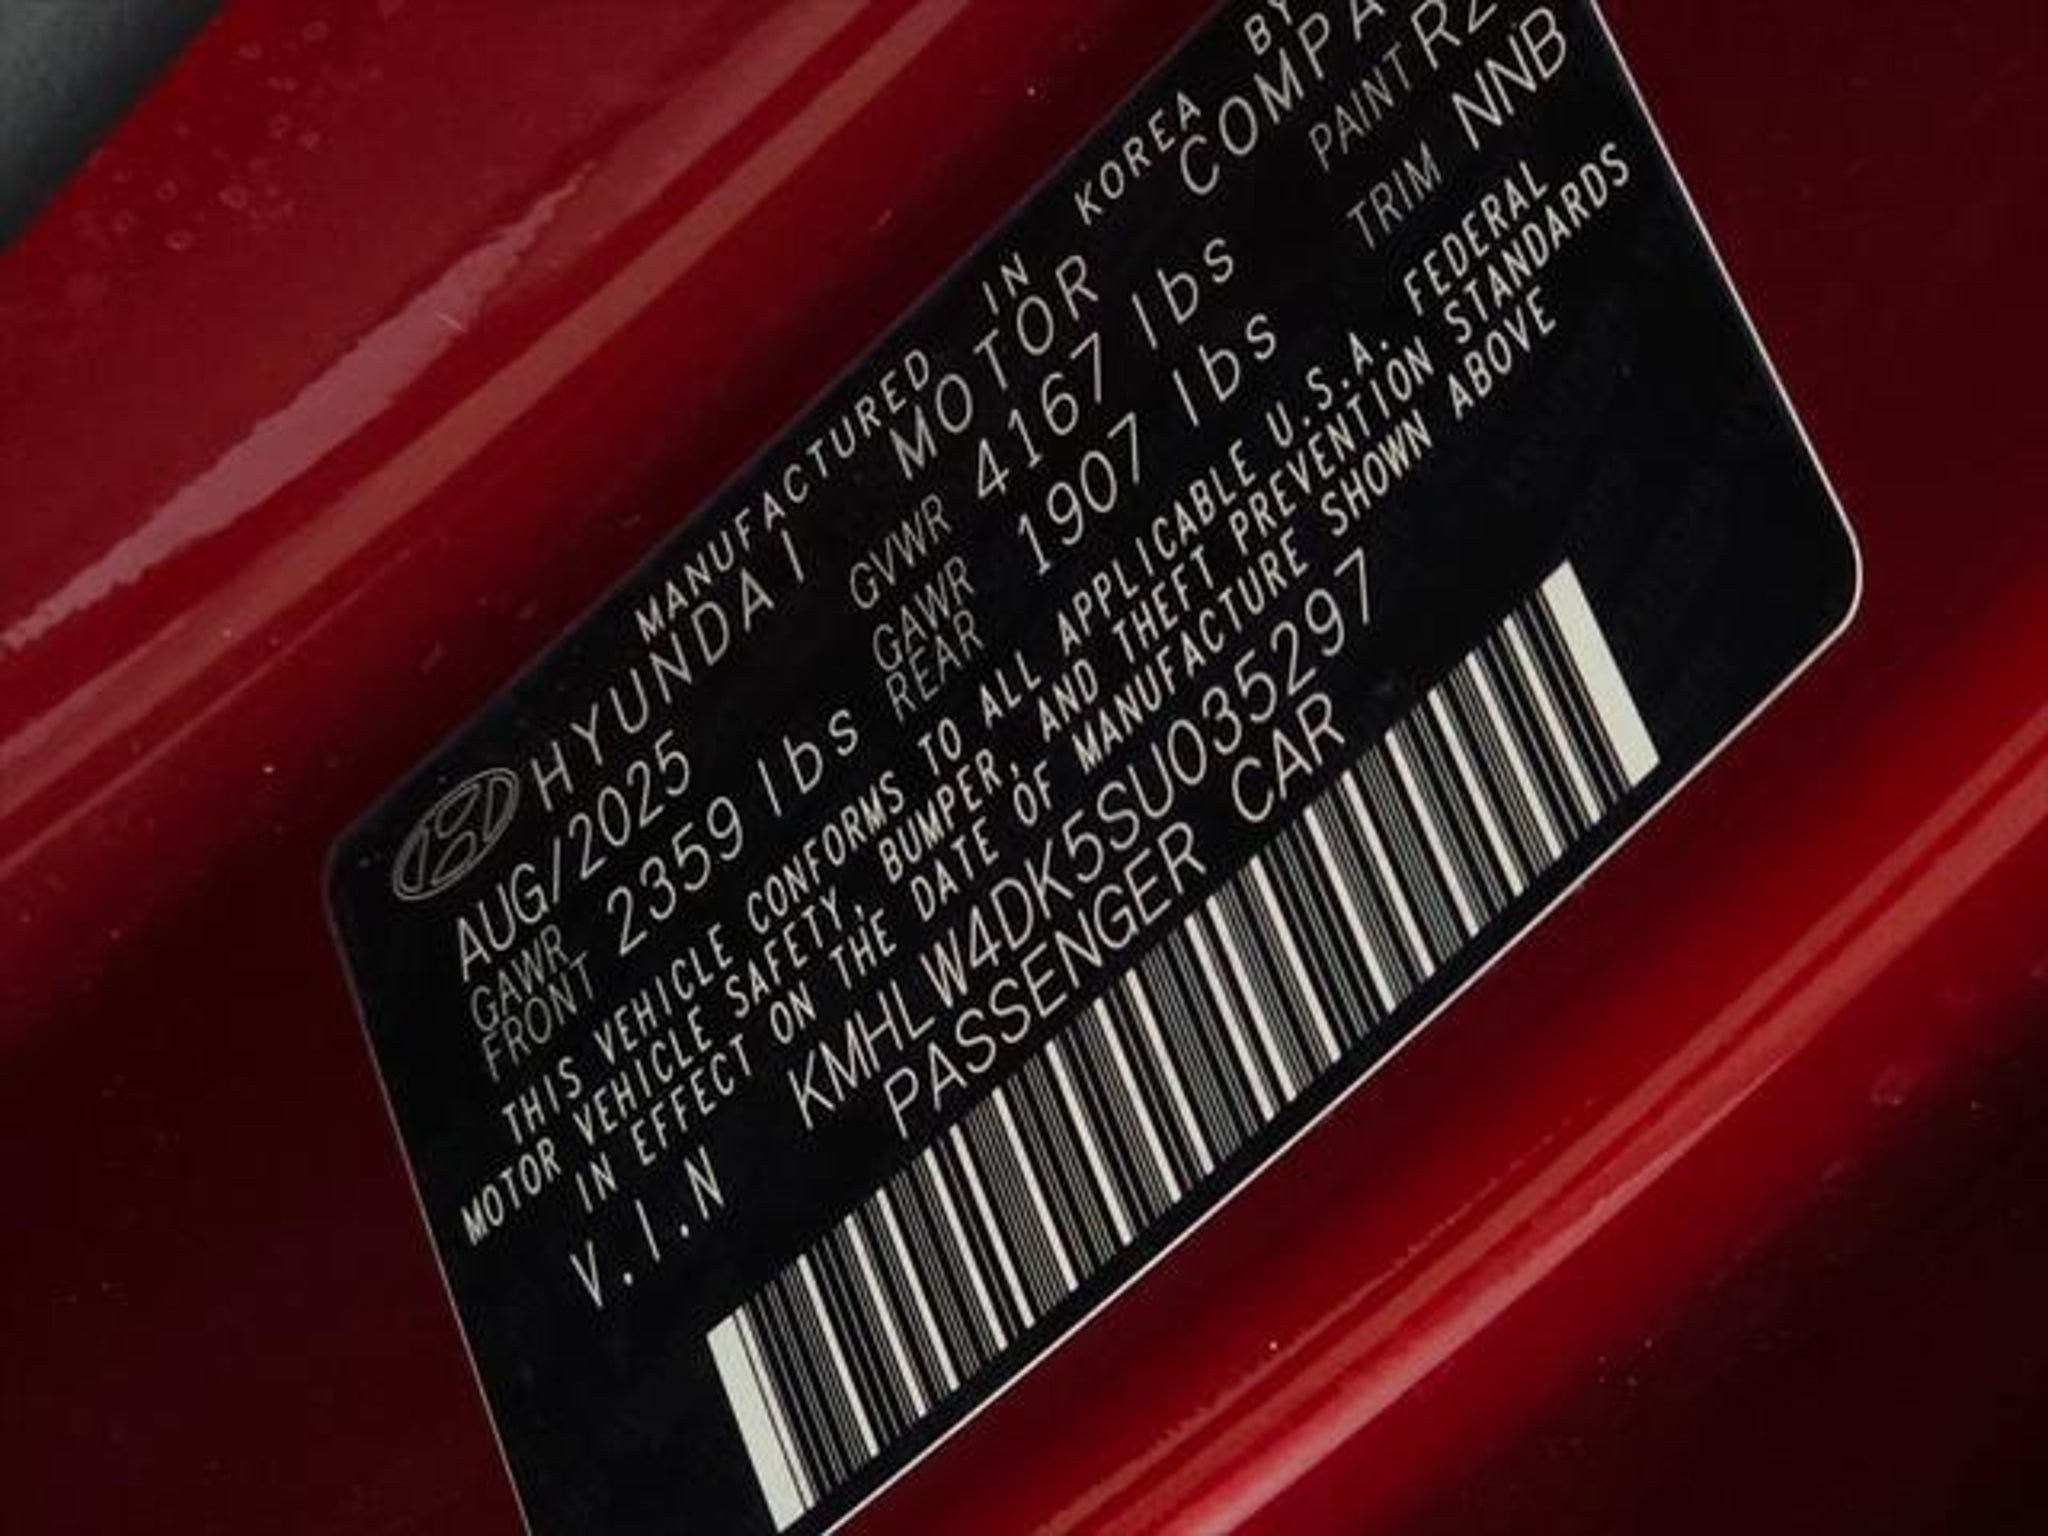 MANUFACTURED IN KOREA BY
HYUNDAI MOTOR COMPA
AUG/2025 GVWR 4167 lbs PAINT R2
GAWR FRONT 2359 lbs GAWR REAR 1907 lbs TRIM NNB
THIS VEHICLE CONFORMS TO ALL APPLICABLE U.S.A. FEDERAL
MOTOR VEHICLE SAFETY, BUMPER, AND THEFT PREVENTION STANDARDS
IN EFFECT ON THE DATE OF MANUFACTURE SHOWN ABOVE
V.I.N KMHLW4DK5SU035297
PASSENGER CAR